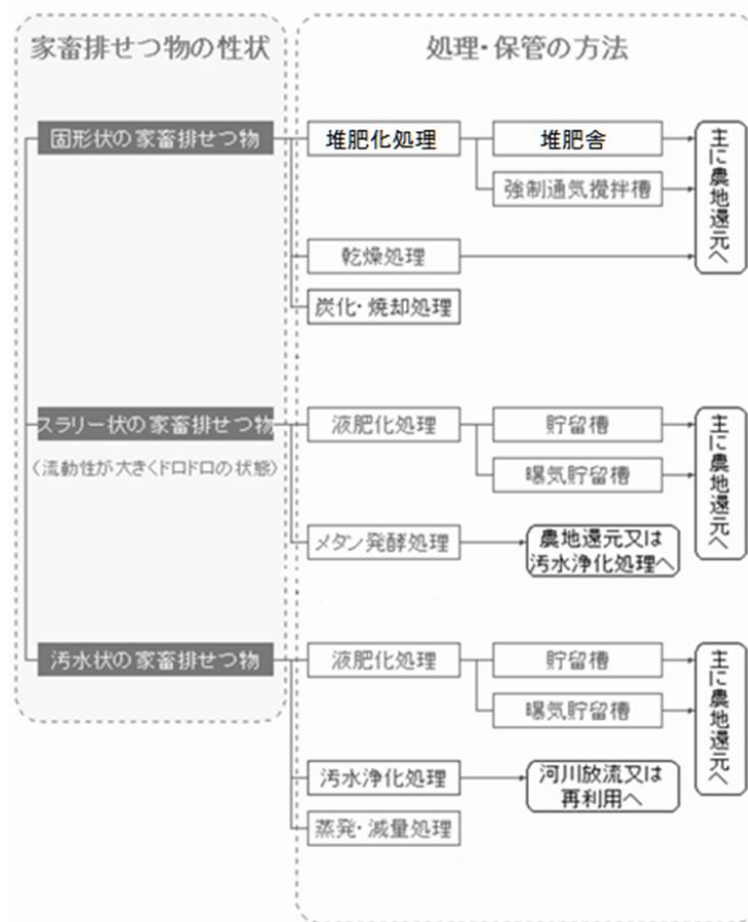 家畜排せつ物の性状
処理・保管の方法
固形状の家畜排せつ物
堆肥化処理
堆肥舎
強制通気攪拌槽
乾燥処理
炭化・焼却処理
主に農地還元へ
スラリー状の家畜排せつ物
〈流動性が大きくドロドロの状態〉
液肥化処理
貯留槽
曝気貯留槽
主に農地還元へ
メタン発酵処理
農地還元又は
汚水浄化処理へ
汚水状の家畜排せつ物
液肥化処理
貯留槽
曝気貯留槽
主に農地還元へ
汚水浄化処理
河川放流又は
再利用へ
蒸発・減量処理